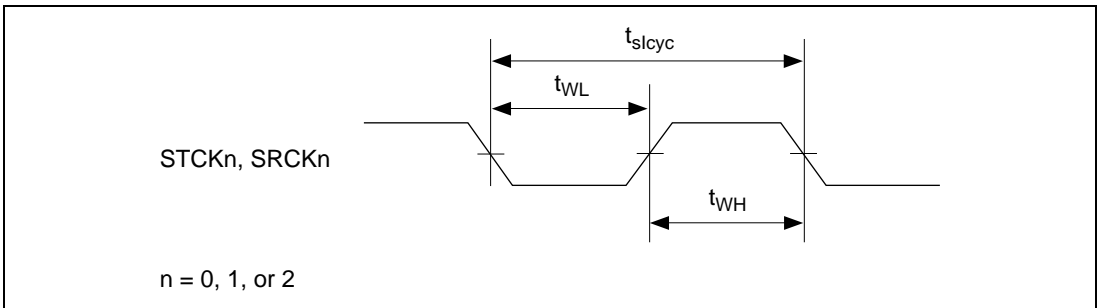 tsIcyc
tWL
STCKn, SRCKn
tWH
n = 0, 1, or 2